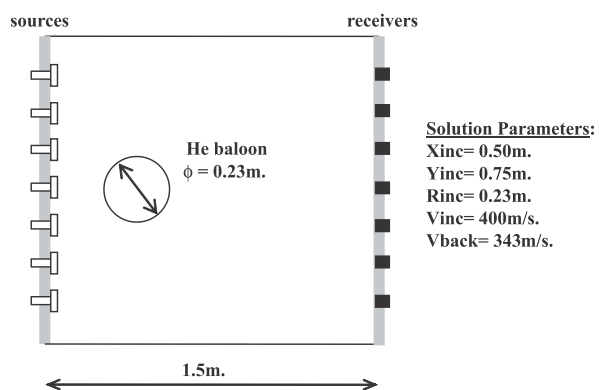 sources
receivers
He baloon
ϕ = 0.23m.
Solution Parameters:
Xinc= 0.50m.
Yinc= 0.75m.
Rinc= 0.23m.
Vinc= 400m/s.
Vback= 343m/s.
1.5m.